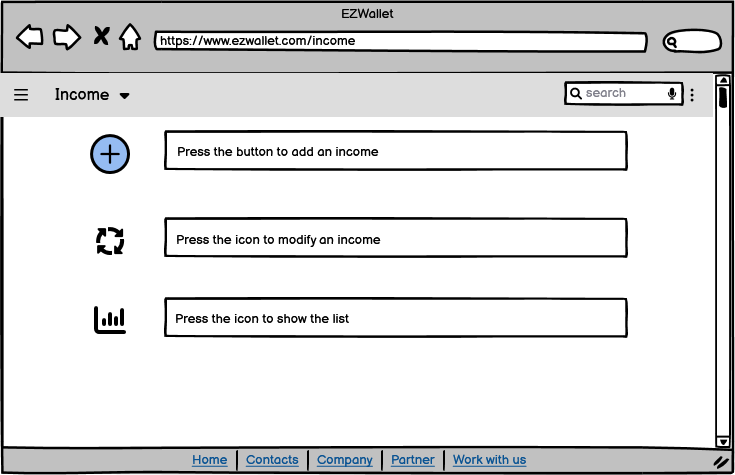 EZWallet
https://www.ezwallet.com/income
Income
search
Press the button to add an income
Press the icon to modify an income
Press the icon to show the list
Home Contacts Company Partner Work with us